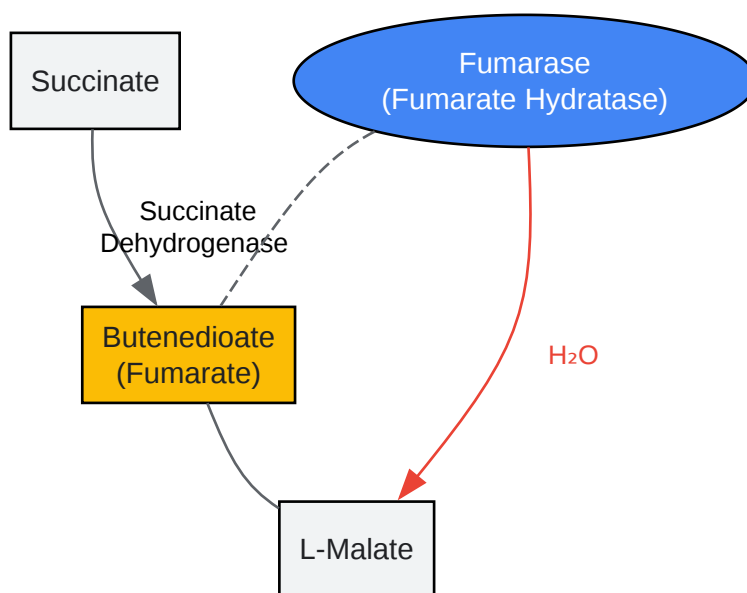 Succinate
Fumarase
(Fumarate Hydratase)
Succinate
Dehydrogenase
Butenedioate
(Fumarate)
H₂O
L-Malate